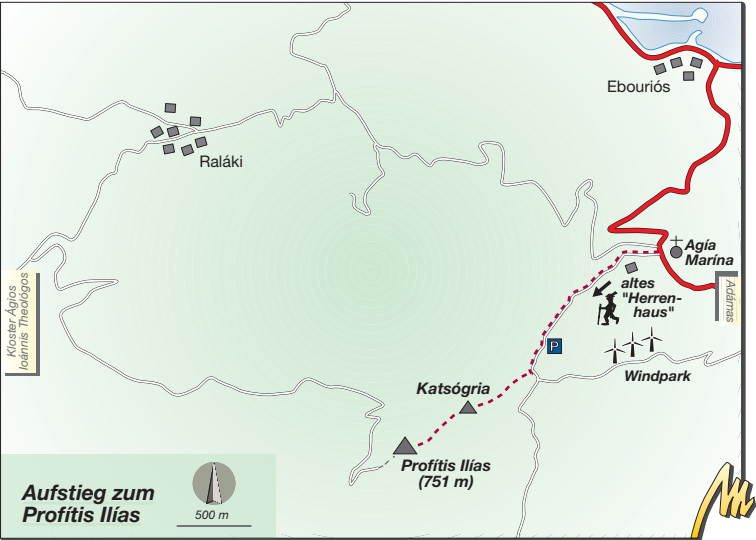 Ebouriós
Raláki
Agía
Marína
altes
"Herren-
haus"
Adámas
Kloster Ágios
Ioánnis Theológos
P
Windpark
Katsógria
Profítis Ilías
(751 m)
Aufstieg zum
Profítis Ilías
500 m